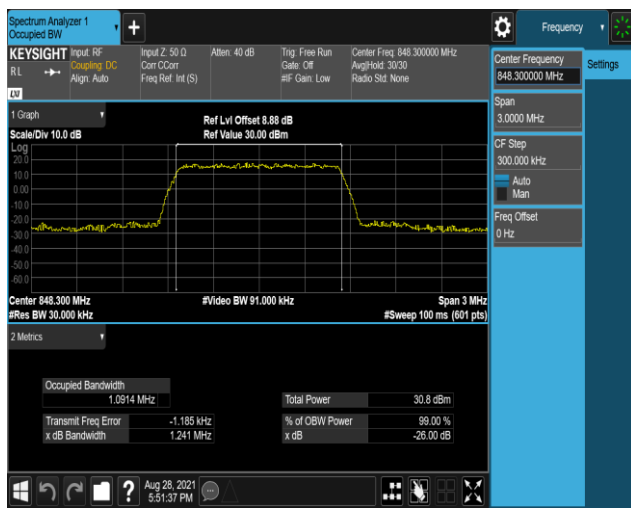 Spectrum Analyzer 1
Occupied BW
+
Frequency
KEYSIGHT
RL
LXI
Input: RF
Coupling: DC
Align: Auto
Input Z: 50 Ω
Corr CCorr
Freq Ref: Int (S)
Atten: 40 dB
Trig: Free Run
Gate: Off
#IF Gain: Low
Center Freq: 848.300000 MHz
Avg|Hold: 30/30
Radio Std: None
Center Frequency
848.300000 MHz
Settings
Span
3.0000 MHz
CF Step
300.000 kHz
Auto
Man
Freq Offset
0 Hz
1 Graph
Scale/Div 10.0 dB
Ref Lvl Offset 8.88 dB
Ref Value 30.00 dBm
Log
20.0
10.0
0.00
-10.0
-20.0
-30.0
-40.0
-50.0
-60.0
Center 848.300 MHz
#Res BW 30.000 kHz
#Video BW 91.000 kHz
Span 3 MHz
#Sweep 100 ms (601 pts)
2 Metrics
Occupied Bandwidth
1.0914 MHz
Total Power 30.8 dBm
Transmit Freq Error -1.185 kHz
% of OBW Power 99.00 %
x dB Bandwidth 1.241 MHz
x dB -26.00 dB
?
Aug 28, 2021
5:51:37 PM